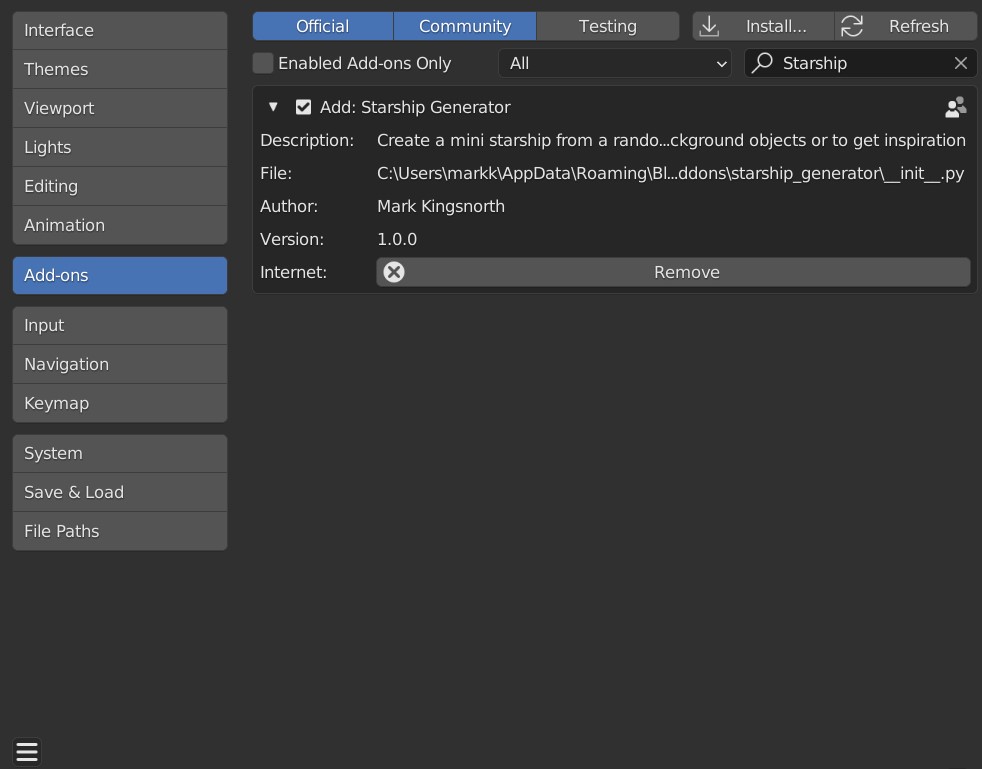 Interface
Themes
Viewport
Lights
Editing
Animation
Add-ons
Input
Navigation
Keymap
System
Save & Load
File Paths
Official Community Testing Install... Refresh
Enabled Add-ons Only All Starship
Add: Starship Generator
Description: Create a mini starship from a rando...ckground objects or to get inspiration
File: C:\Users\markk\AppData\Roaming\Bl...ddons\starship_generator\__init__.py
Author: Mark Kingsnorth
Version: 1.0.0
Internet: Remove